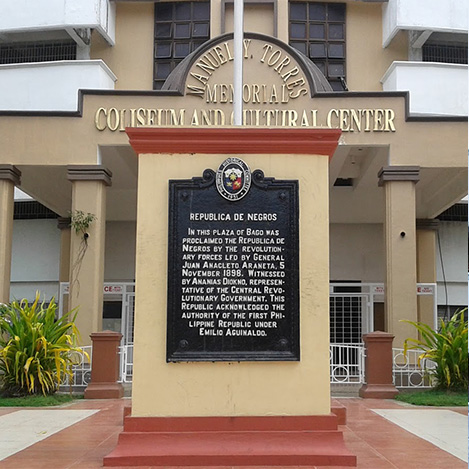 MANUEL Y. TORRES
MEMORIAL
COLISEUM AND CULTURAL CENTER
REPUBLICA DE NEGROS
IN THIS PLAZA OF BAGO WAS
PROCLAIMED THE REPUBLICA DE
NEGROS BY THE REVOLUTION-
ARY FORCES LFD BY GENERAL
JUAN ANACLETO ARANETA, 5
NOVEMBER 1898. WITNESSED
BY ANANIAS DIOKNO, REPRESEN-
TATIVE OF THE CENTRAL REVO-
LUTIONARY GOVERNMENT. THIS
REPUBLIC ACKNOWLEDGED THE
AUTHORITY OF THE FIRST PHI-
LIPPINE REPUBLIC UNDER
EMILIO AGUINALDO.